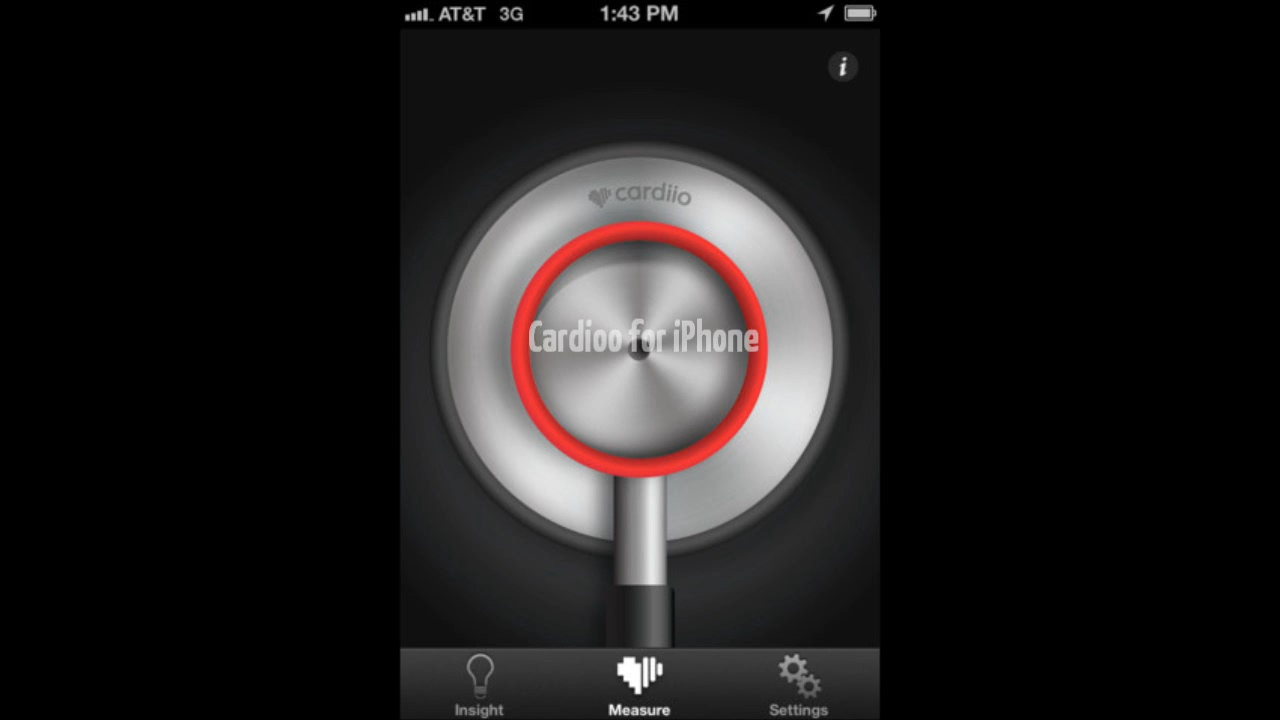 AT&T 3G 1:43 PM
i
cardiio
Cardioo for iPhone
Insight Measure Settings